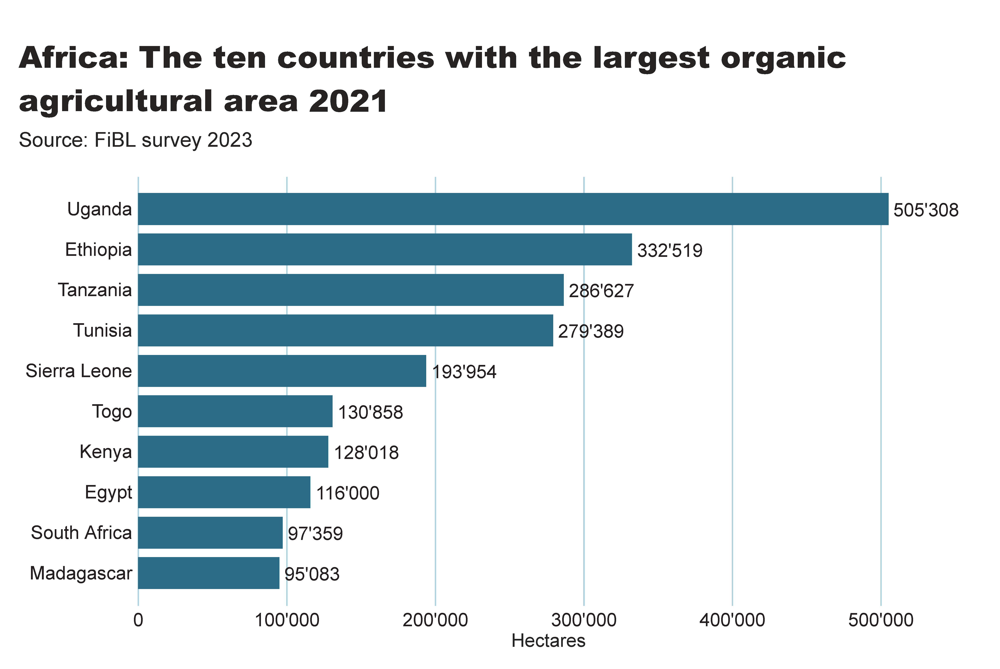 Africa: The ten countries with the largest organic
agricultural area 2021
Source: FiBL survey 2023
Uganda 505'308
Ethiopia 332'519
Tanzania 286'627
Tunisia 279'389
Sierra Leone 193'954
Togo 130'858
Kenya 128'018
Egypt 116'000
South Africa 97'359
Madagascar 95'083
0 100'000 200'000 300'000 400'000 500'000
Hectares